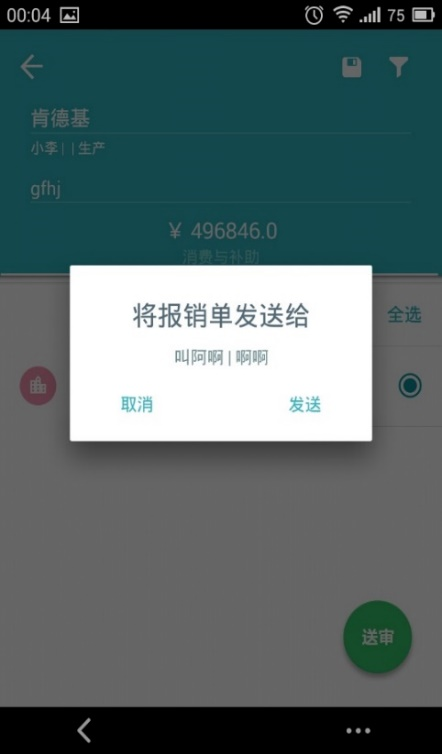 00:04
75
肯德基
小李 | | 生产
gfhj
¥ 496846.0
消费与补助
全选
将报销单发送给
叫阿啊 | 啊啊
取消
发送
送审